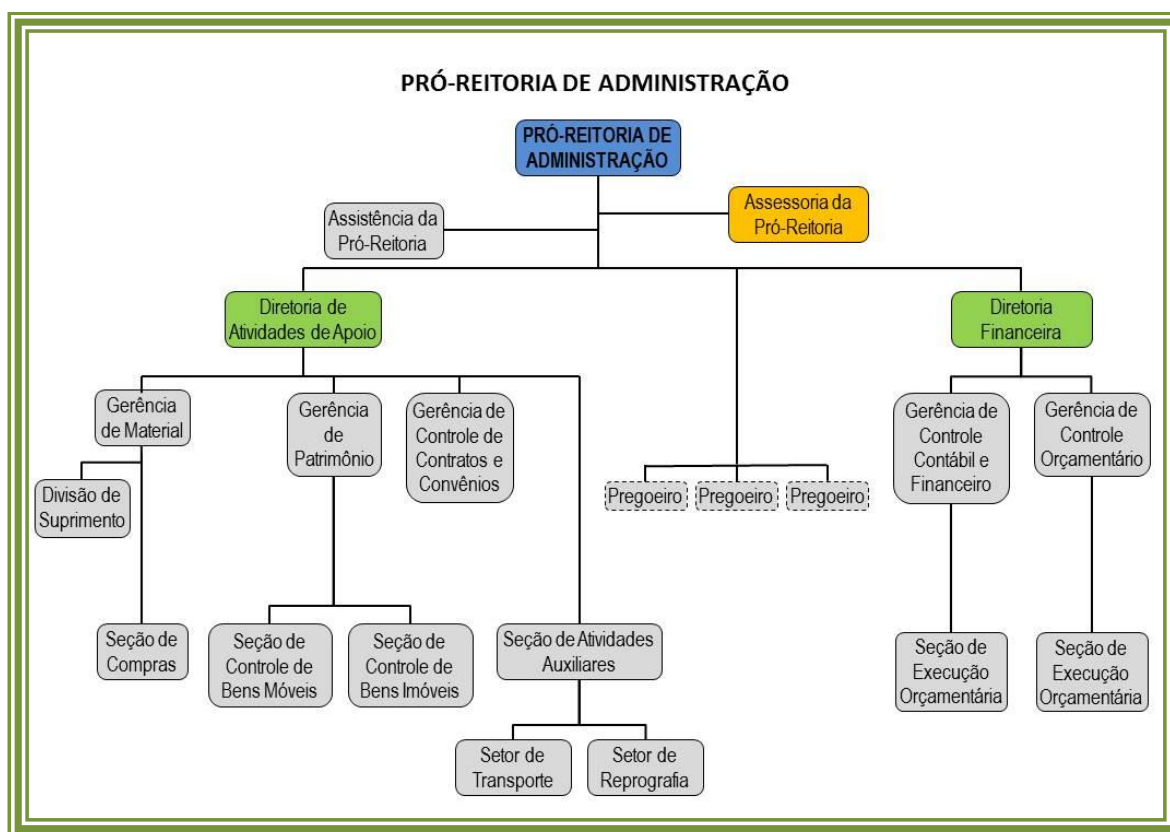 PRÓ-REITORIA DE ADMINISTRAÇÃO
PRÓ-REITORIA DE
ADMINISTRAÇÃO
Assistência da
Pró-Reitoria
Assessoria da
Pró-Reitoria
Diretoria de
Atividades de Apoio
Diretoria
Financeira
Gerência
de Material
Gerência
de
Patrimônio
Gerência de
Controle de
Contratos e
Convênios
Gerência de
Controle
Contábil e
Financeiro
Gerência de
Controle
Orçamentário
Divisão de
Suprimento
Pregoeiro
Pregoeiro
Pregoeiro
Seção de
Compras
Seção de
Controle de
Bens Móveis
Seção de
Controle de
Bens Imóveis
Seção de Atividades
Auxiliares
Seção de
Execução
Orçamentária
Seção de
Execução
Orçamentária
Setor de
Transporte
Setor de
Reprografia